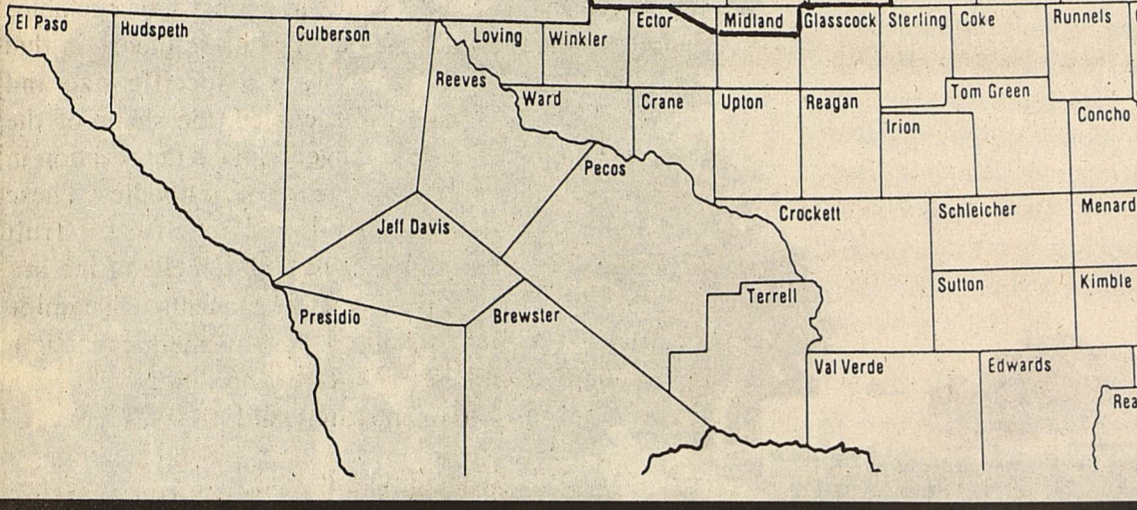 El Paso
Hudspeth
Culberson
Loving
Winkler
Ector
Midland
Glasscock
Sterling
Coke
Runnels
Reeves
Ward
Crane
Upton
Reagan
Tom Green
Irion
Concho
Pecos
Jeff Davis
Crockett
Schleicher
Menard
Presidio
Brewster
Terrell
Sutton
Kimble
Val Verde
Edwards
Rea